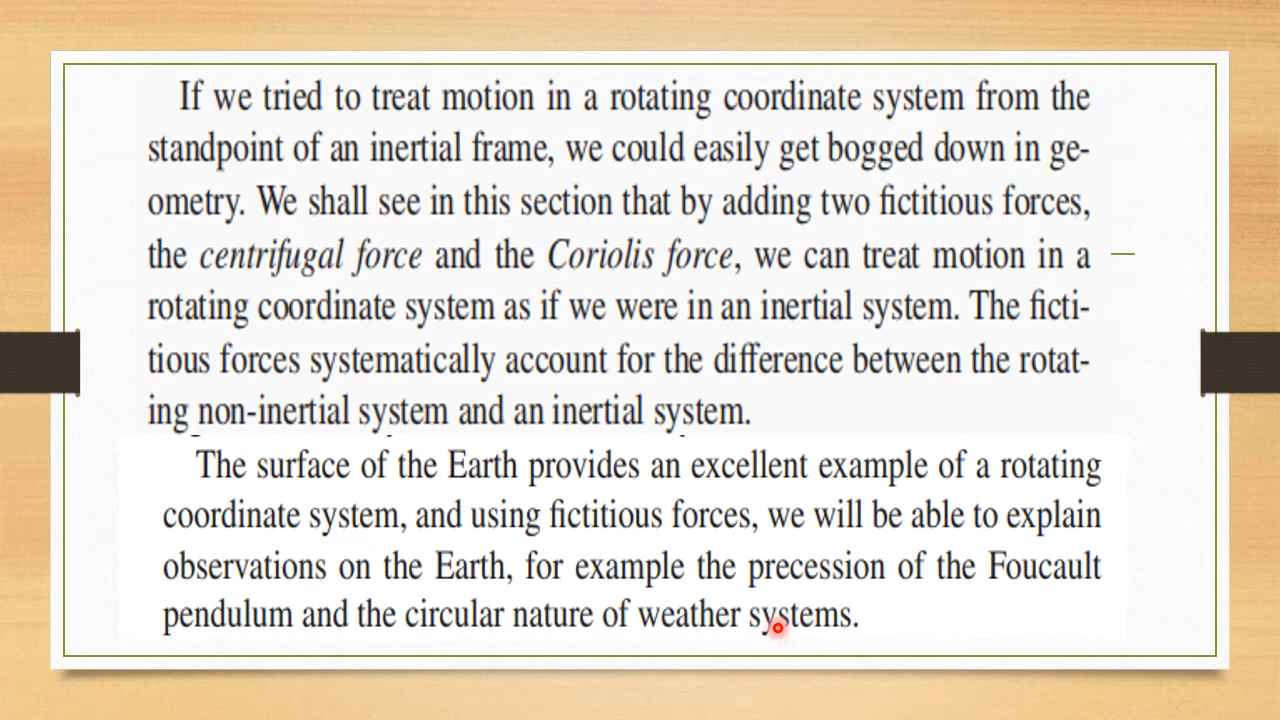 If we tried to treat motion in a rotating coordinate system from the
standpoint of an inertial frame, we could easily get bogged down in ge-
ometry. We shall see in this section that by adding two fictitious forces,
the centrifugal force and the Coriolis force, we can treat motion in a
rotating coordinate system as if we were in an inertial system. The ficti-
tious forces systematically account for the difference between the rotat-
ing non-inertial system and an inertial system.
The surface of the Earth provides an excellent example of a rotating
coordinate system, and using fictitious forces, we will be able to explain
observations on the Earth, for example the precession of the Foucault
pendulum and the circular nature of weather systems.